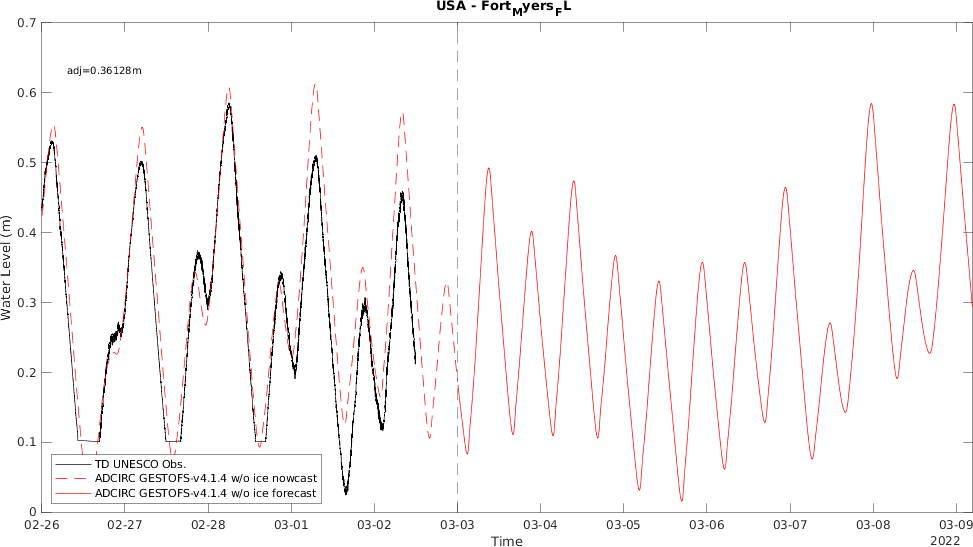 USA - Fort_Myers_FL
0.7
adj=0.36128m
0.6
0.5
0.4
Water Level (m)
0.3
0.2
0.1
TD UNESCO Obs.
ADCIRC GESTOFS-v4.1.4 w/o ice nowcast
ADCIRC GESTOFS-v4.1.4 w/o ice forecast
0
02-26 02-27 02-28 03-01 03-02 03-03 03-04 03-05 03-06 03-07 03-08 03-09
Time 2022